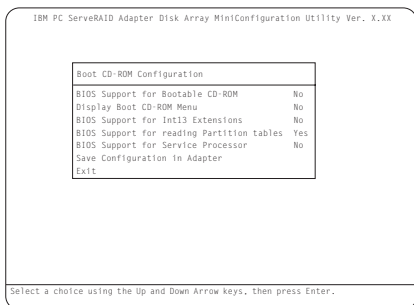 IBM PC ServeRAID Adapter Disk Array MiniConfiguration Utility Ver. X.XX
Boot CD-ROM Configuration
BIOS Support for Bootable CD-ROM No
Display Boot CD-ROM Menu No
BIOS Support for Int13 Extensions No
BIOS Support for reading Partition tables Yes
BIOS Support for Service Processor No
Save Configuration in Adapter
Exit
Select a choice using the Up and Down Arrow keys, then press Enter.